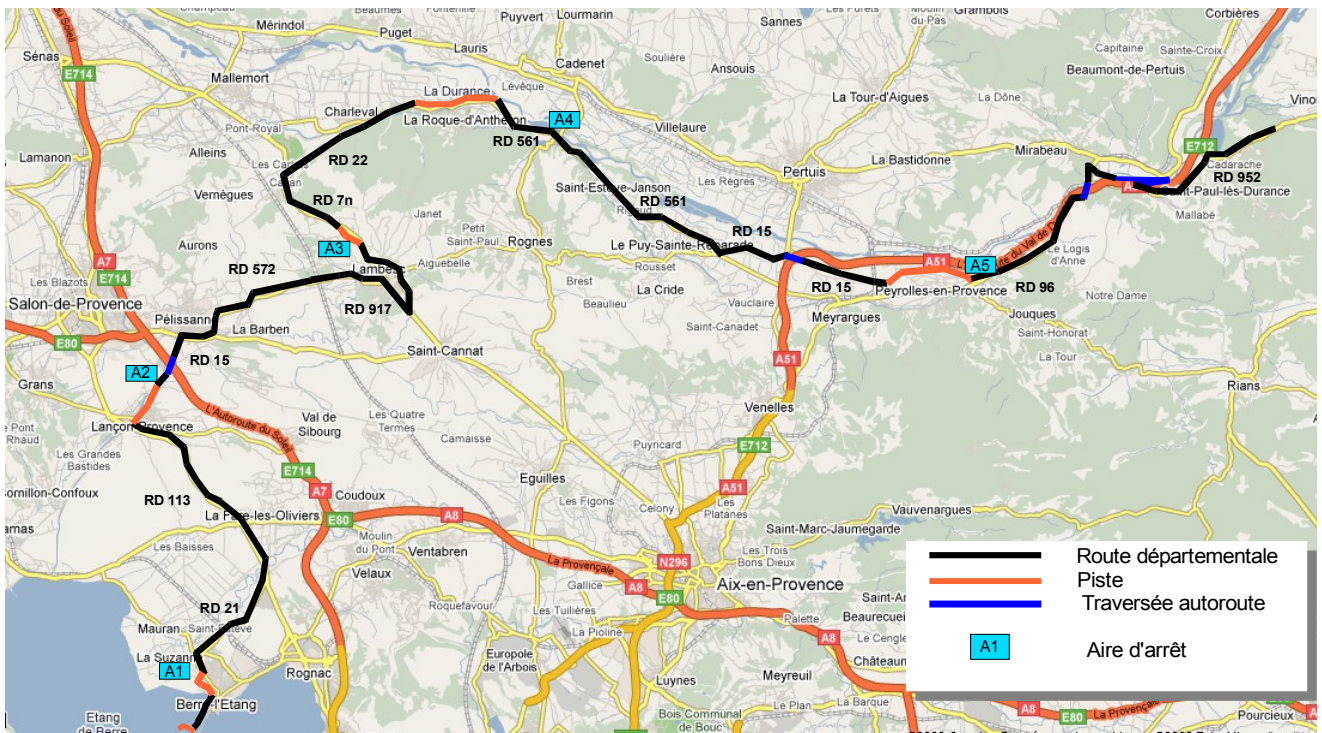 Mérindol
Beaumes
Pontenille
Puyvert
Lourmarin
Sannes
Grambois
Corbières
Puget
Lauris
Cadenet
Soulière
Ansouis
Capitaine
Sainte-Croix
Sénas
E714
Mallemort
Lévêque
Beaumont-de-Pertuis
La Durance
La Tour-d'Aigues
La Dône
Charleval
La Roque-d'Anthéron
A4
Vino
Pont-Royal
RD 561
Villelaure
E712
Lamanon
Alleins
RD 22
Mirabeau
La Bastidonne
Cadarache
Pertuis
RD 952
Vernègues
Saint-Estève-Janson
Les Règres
Saint-Paul-lès-Durance
RD 7n
RD 561
Mallabé
Janet
Petit
Saint-Paul
Rognes
RD 15
Aurons
A3
Le Puy-Sainte-Réparade
Le Logis
d'Anne
A7
E714
RD 572
Lambesc
Aiguebelle
Rousset
A51
A5
Les Blazots
Brest
La Cride
RD 15
Peyrolles-en-Provence
RD 96
Salon-de-Provence
RD 917
Beaulieu
Vauclaire
Meyrargues
Notre Dame
Pélissanne
La Barben
Saint-Canadet
Jouques
Saint-Honorat
E80
RD 15
Saint-Cannat
A51
La Tour
A2
Grans
Rians
L'Autoroute du Soleil
Venelles
Lançon-Provence
Val de
Sibourg
Les Quatre
Termes
Camaisse
Puyricard
E712
Les Grandes
Bastides
E714
Eguilles
Cornillon-Confoux
RD 113
A7
Coudoux
Les Figons
Celony
A51
Les
Platanes
La Fare-les-Oliviers
E80
A8
Vauvenargues
Saint-Marc-Jaumegarde
Les Baisses
Moulin
du Pont
Ventabren
La Provençale
N296
Les Trois
Bons Dieux
Route départementale
Velaux
Gallice
A8
Aix-en-Provence
Piste
RD 21
Roquefavour
Les Tuilières
E80
Palette
Traversée autoroute
Mauran
La Pioline
A8
La Suzanne
A1
Europole
de l'Arbois
A1
Aire d'arrêt
Rognac
Luynes
Meyreuil
Berre-l'Etang
Le Plan
La Barque
Etang
de Berre
Bois Communal
de Bouc
A8
E80
La Provençale
Pourcieux